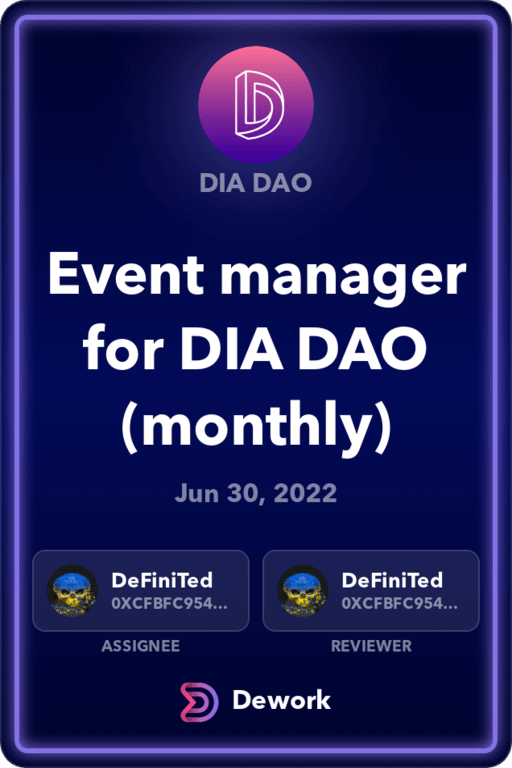 DIA DAO
Event manager
for DIA DAO
(monthly)
Jun 30, 2022
DeFiniTed
0XCFBFC954...
ASSIGNEE
DeFiniTed
0XCFBFC954...
REVIEWER
Dework